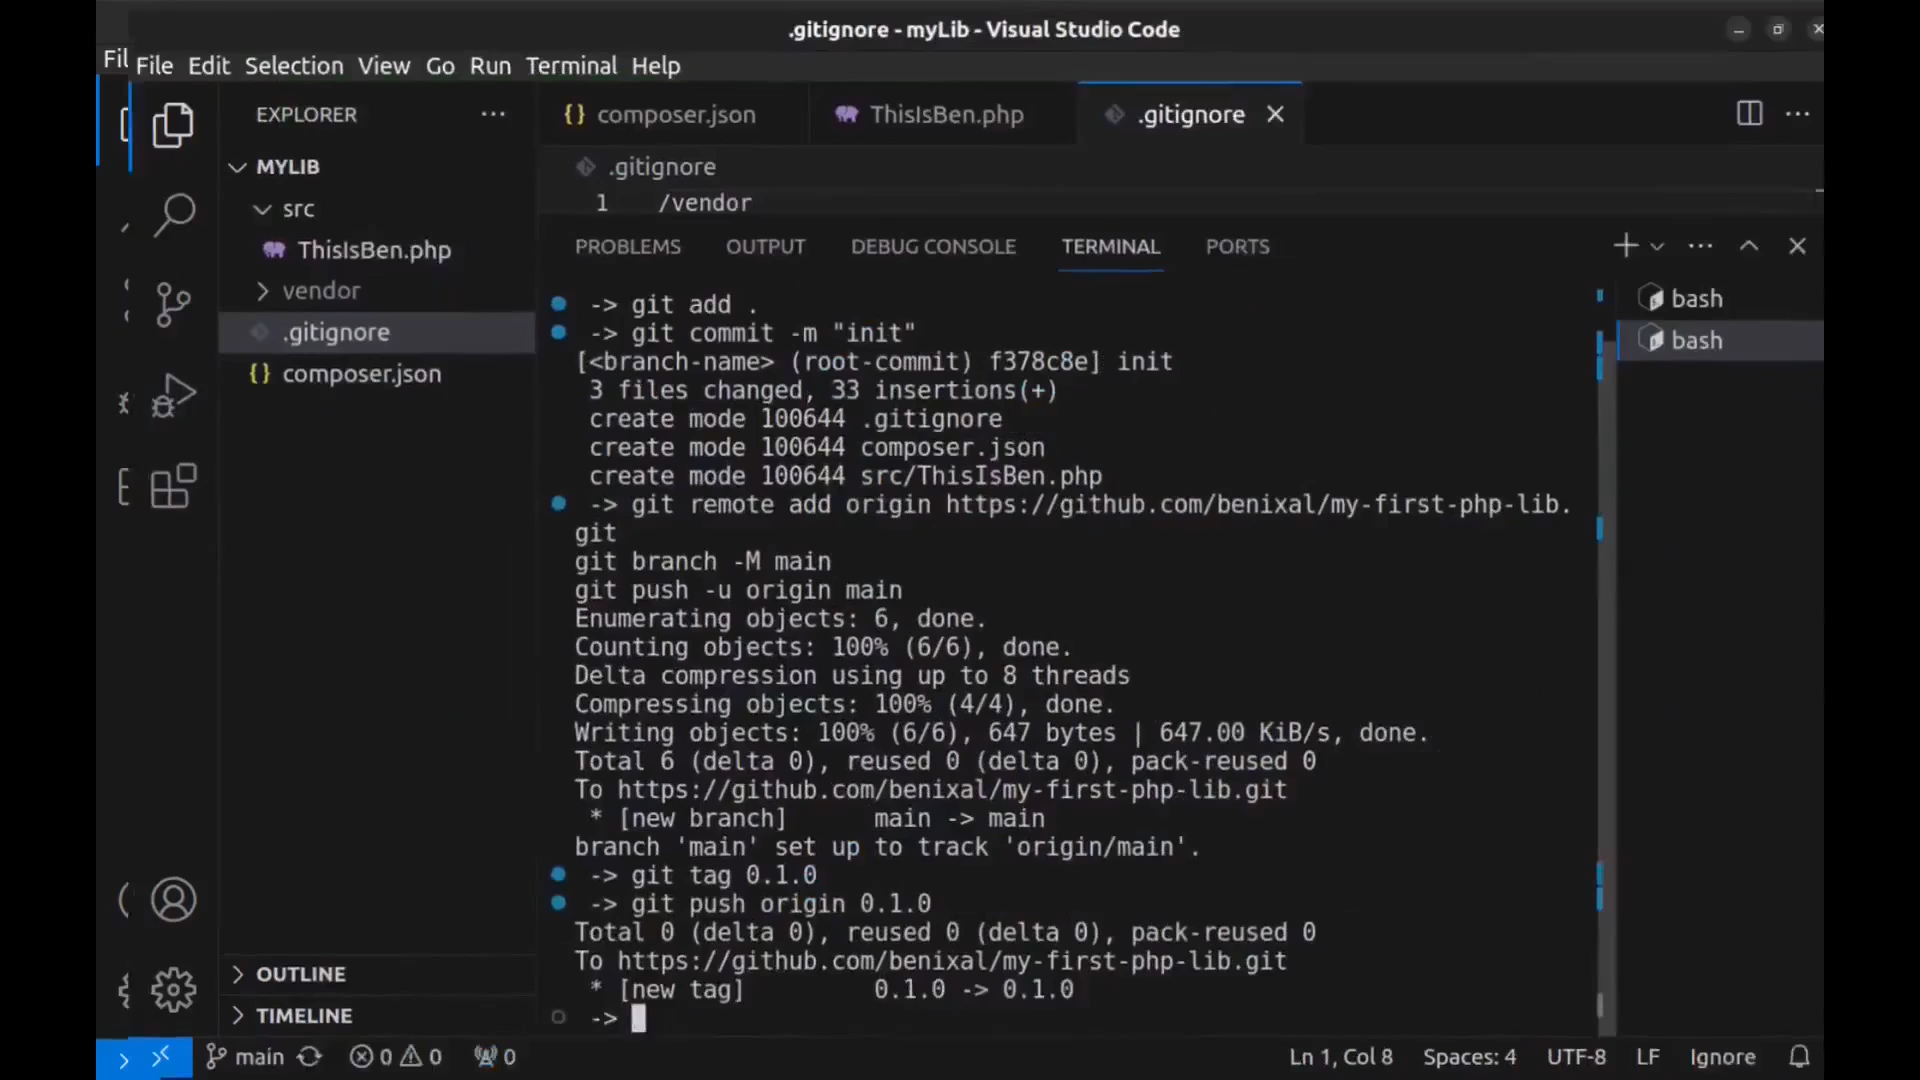 .gitignore - myLib - Visual Studio Code
Fil
File Edit Selection View Go Run Terminal Help
EXPLORER
composer.json
ThisIsBen.php
.gitignore
MYLIB
src
ThisIsBen.php
vendor
.gitignore
composer.json
OUTLINE
TIMELINE
.gitignore
1 /vendor
PROBLEMS OUTPUT DEBUG CONSOLE TERMINAL PORTS
bash
bash
-> git add .
-> git commit -m "init"
[<branch-name> (root-commit) f378c8e] init
3 files changed, 33 insertions(+)
create mode 100644 .gitignore
create mode 100644 composer.json
create mode 100644 src/ThisIsBen.php
-> git remote add origin https://github.com/benixal/my-first-php-lib.
git
git branch -M main
git push -u origin main
Enumerating objects: 6, done.
Counting objects: 100% (6/6), done.
Delta compression using up to 8 threads
Compressing objects: 100% (4/4), done.
Writing objects: 100% (6/6), 647 bytes | 647.00 KiB/s, done.
Total 6 (delta 0), reused 0 (delta 0), pack-reused 0
To https://github.com/benixal/my-first-php-lib.git
* [new branch] main -> main
branch 'main' set up to track 'origin/main'.
-> git tag 0.1.0
-> git push origin 0.1.0
Total 0 (delta 0), reused 0 (delta 0), pack-reused 0
To https://github.com/benixal/my-first-php-lib.git
* [new tag] 0.1.0 -> 0.1.0
->
main 0 0 0
Ln 1, Col 8 Spaces: 4 UTF-8 LF Ignore